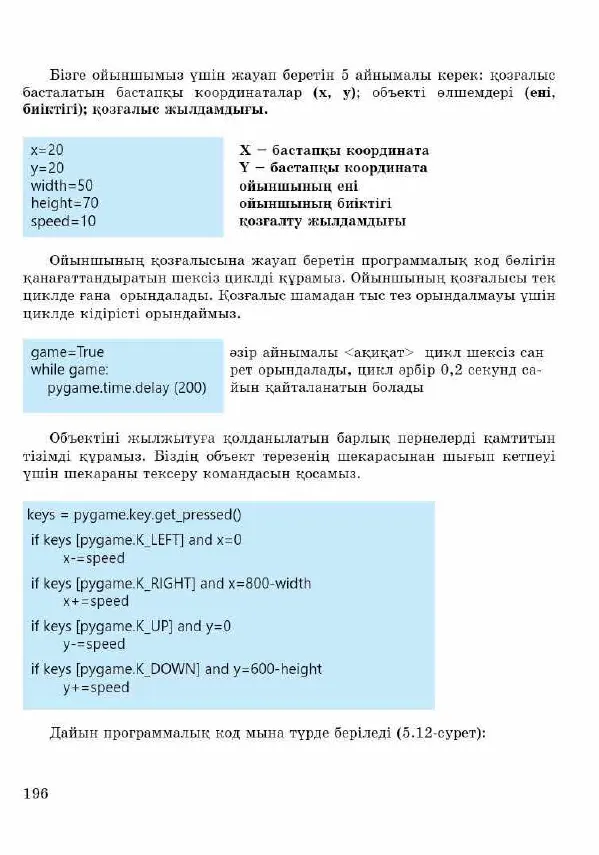 Бізге ойыншымыз үшін жауап беретін 5 айнымалы керек: қозғалыс
басталатын бастапқы координаталар (x, y); объекті өлшемдері (ені,
биіктігі); қозғалыс жылдамдығы.
x=20
y=20
width=50
height=70
speed=10
X – бастапқы координата
Y – бастапқы координата
ойыншының ені
ойыншының биіктігі
қозғалту жылдамдығы
Ойыншының қозғалысына жауап беретін программалық код бөлігін
қанағаттандыратын шексіз циклді құрамыз. Ойыншының қозғалысы тек
циклде ғана орындалады. Қозғалыс шамадан тыс тез орындалмауы үшін
циклде кідірісті орындаймыз.
game=True
while game:
pygame.time.delay (200)
әзір айнымалы <ақиқат> цикл шексіз сан
рет орындалады, цикл әрбір 0,2 секунд са-
йын қайталанатын болады
Объектіні жылжытуға қолданылатын барлық пернелерді қамтитын
тізімді құрамыз. Біздің объект терезенің шекарасынан шығып кетпеуі
үшін шекараны тексеру командасын қосамыз.
keys = pygame.key.get_pressed()
if keys [pygame.K_LEFT] and x=0
x-=speed
if keys [pygame.K_RIGHT] and x=800-width
x+=speed
if keys [pygame.K_UP] and y=0
y-=speed
if keys [pygame.K_DOWN] and y=600-height
y+=speed
Дайын программалық код мына түрде беріледі (5.12-сурет):
196